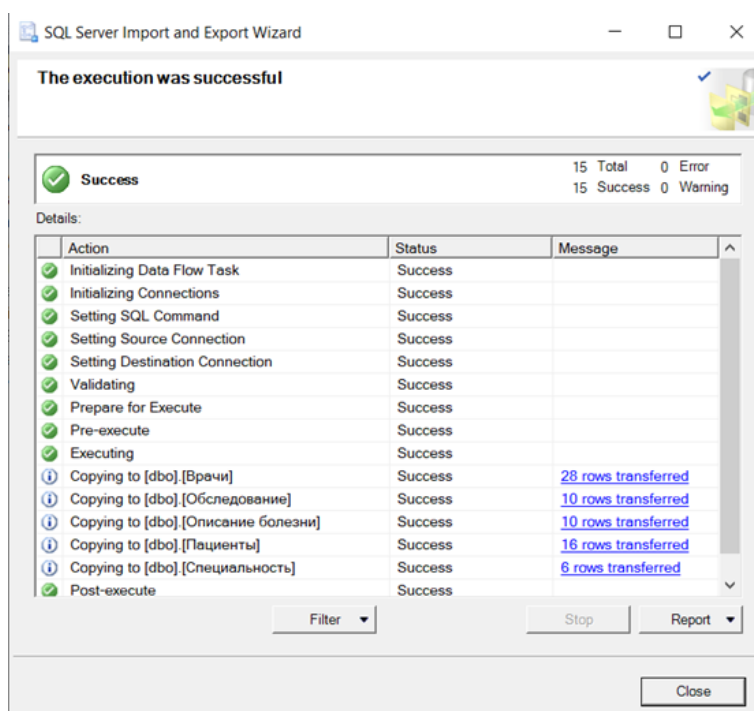 SQL Server Import and Export Wizard
The execution was successful
Success
15 Total 0 Error
15 Success 0 Warning
Details:
Action Status Message
Initializing Data Flow Task Success
Initializing Connections Success
Setting SQL Command Success
Setting Source Connection Success
Setting Destination Connection Success
Validating Success
Prepare for Execute Success
Pre-execute Success
Executing Success
Copying to [dbo].[Врачи] Success 28 rows transferred
Copying to [dbo].[Обследование] Success 10 rows transferred
Copying to [dbo].[Описание болезни] Success 10 rows transferred
Copying to [dbo].[Пациенты] Success 16 rows transferred
Copying to [dbo].[Специальность] Success 6 rows transferred
Post-execute Success
Filter Stop Report
Close